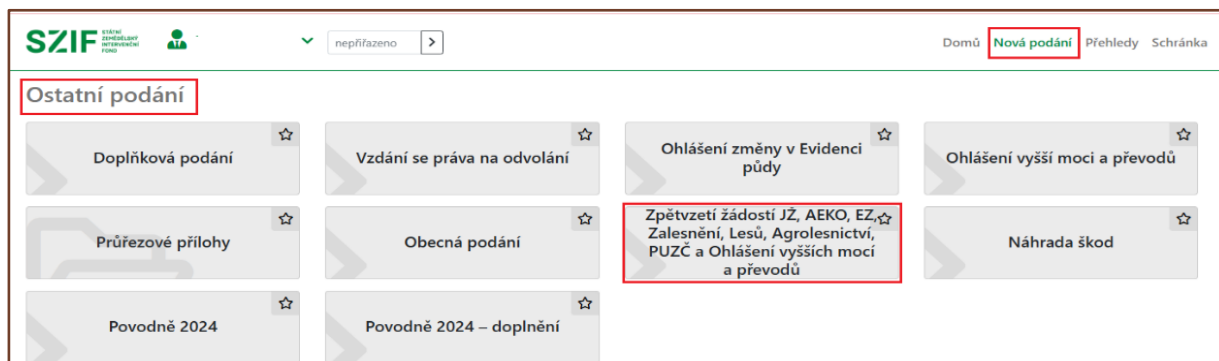 SZIF STÁTNÍ
ZEMĚDĚLSKÝ
INTERVENČNÍ
FOND
nepřiřazeno
Domů Nová podání Přehledy Schránka
Ostatní podání
Doplňková podání
Vzdání se práva na odvolání
Ohlášení změny v Evidenci
půdy
Ohlášení vyšší moci a převodů
Průřezové přílohy
Obecná podání
Zpětvzetí žádostí JŽ, AEKO, EZ,
Zalesnění, Lesů, Agrolesnictví,
PUZČ a Ohlášení vyšších mocí
a převodů
Náhrada škod
Povodně 2024
Povodně 2024 – doplnění